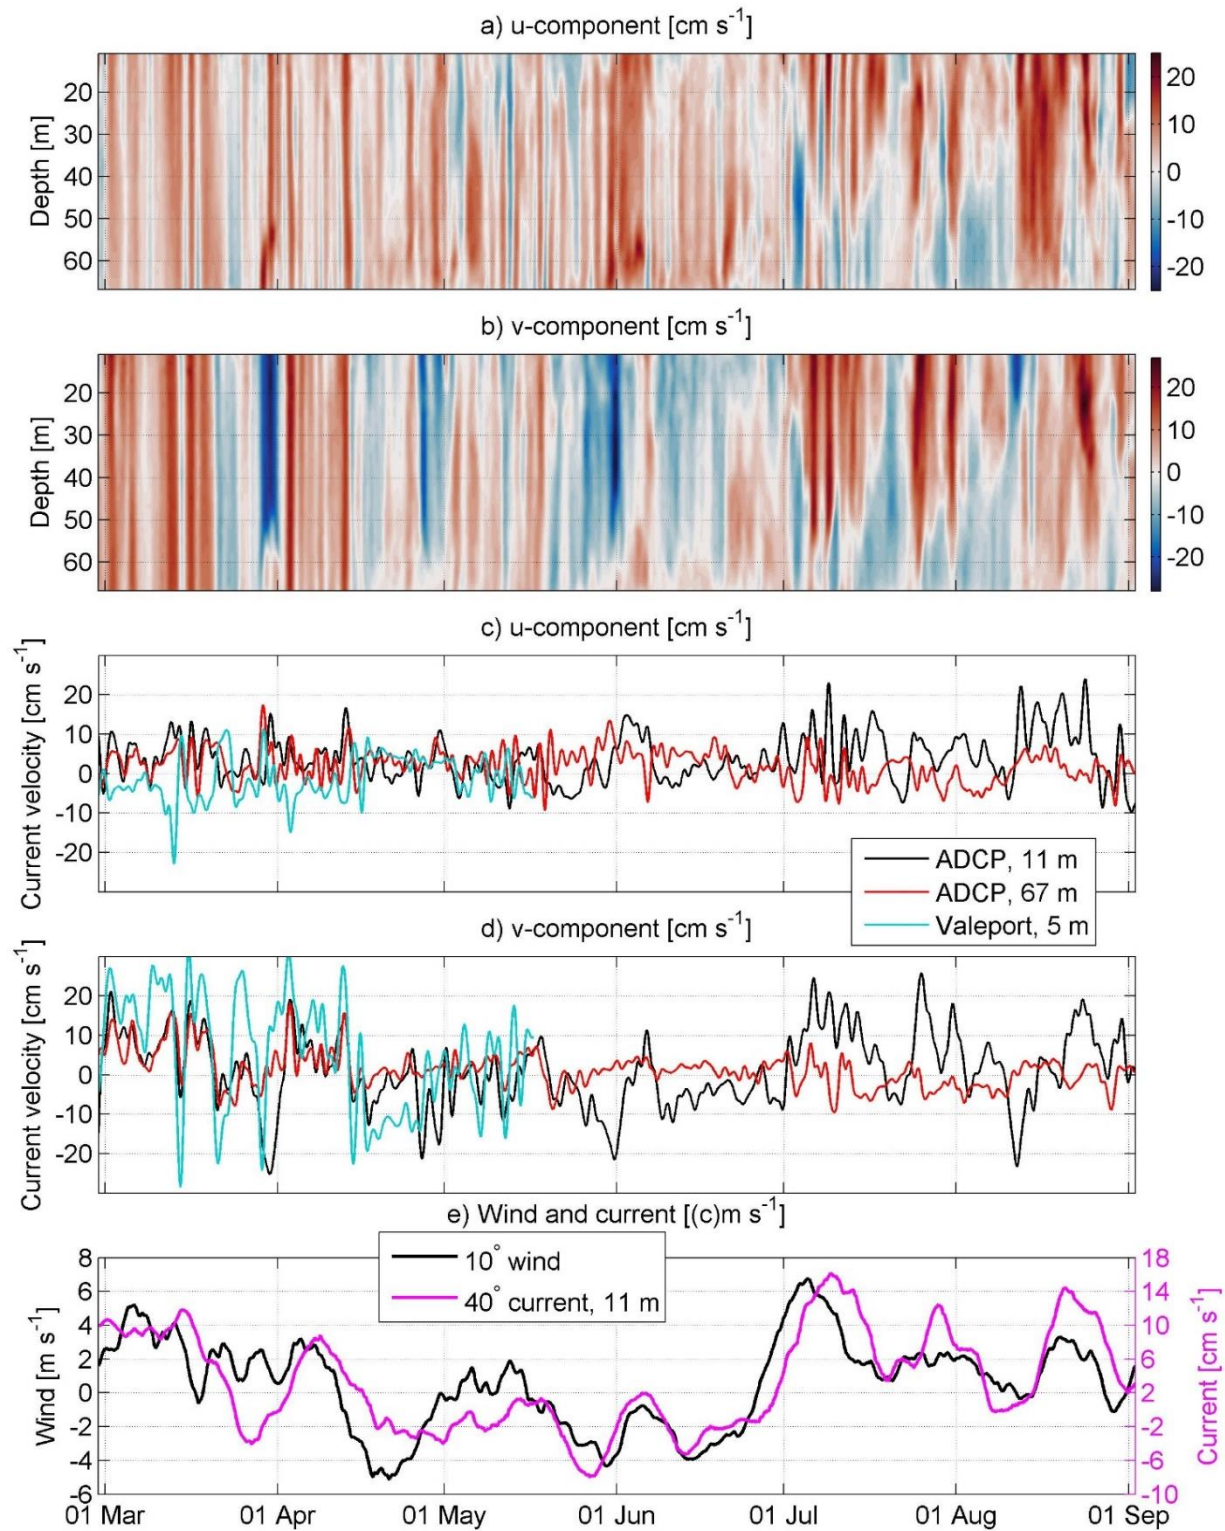 a) u-component [cm s-1]
Depth [m]
20
30
40
50
60
20
10
0
-10
-20
b) v-component [cm s-1]
Depth [m]
20
30
40
50
60
20
10
0
-10
-20
c) u-component [cm s-1]
Current velocity [cm s-1]
20
10
0
-10
-20
ADCP, 11 m
ADCP, 67 m
Valeport, 5 m
d) v-component [cm s-1]
Current velocity [cm s-1]
20
10
0
-10
-20
e) Wind and current [(c)m s-1]
10° wind
40° current, 11 m
Wind [m s-1]
8
6
4
2
0
-2
-4
-6
18
14
10
6
2
-2
-6
-10
Current [cm s-1]
01 Mar 01 Apr 01 May 01 Jun 01 Jul 01 Aug 01 Sep